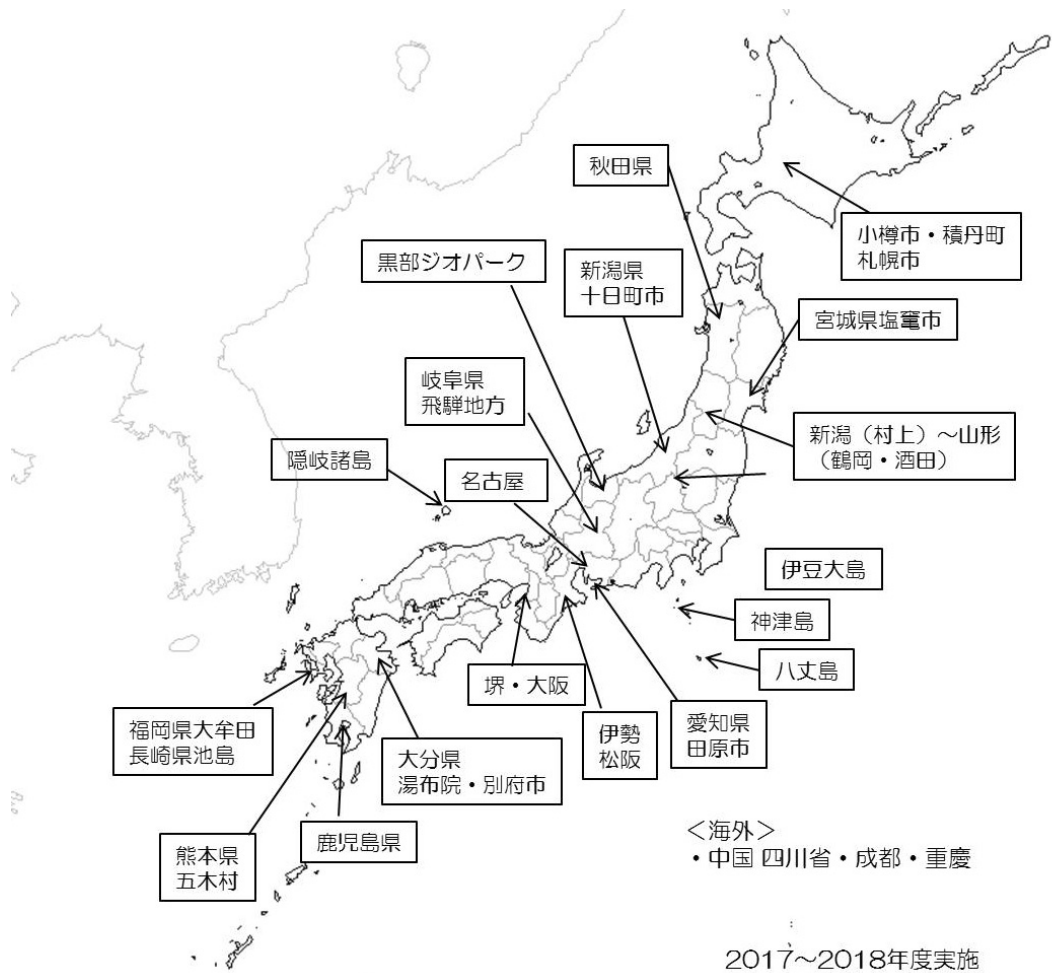 秋田県
小樽市・積丹町
札幌市
黒部ジオパーク
新潟県
十日町市
宮城県塩竈市
岐阜県
飛騨地方
新潟（村上）～山形
（鶴岡・酒田）
隠岐諸島
名古屋
伊豆大島
神津島
八丈島
堺・大阪
伊勢
松阪
愛知県
田原市
福岡県大牟田
長崎県池島
大分県
湯布院・別府市
鹿児島県
熊本県
五木村
＜海外＞
・中国 四川省・成都・重慶
2017～2018年度実施